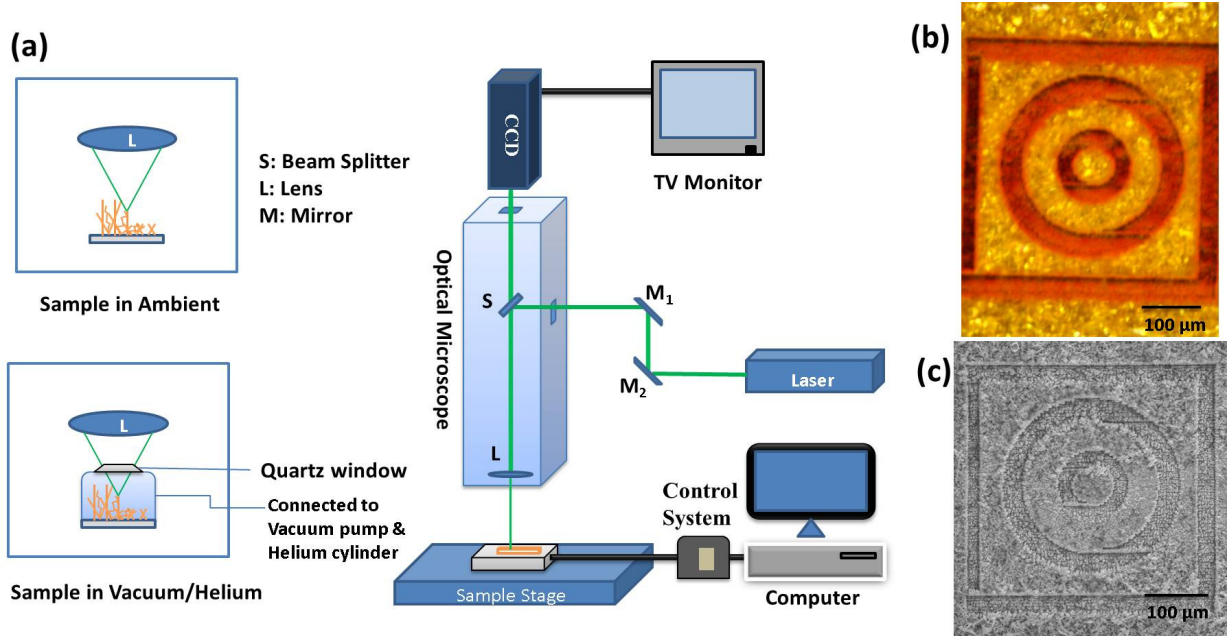 (a)
L
S: Beam Splitter
L: Lens
M: Mirror
Sample in Ambient
L
Quartz window
Connected to
Vacuum pump &
Helium cylinder
Sample in Vacuum/Helium
CCD
TV Monitor
Optical Microscope
S
M1
M2
Laser
L
Control
System
Sample Stage
Computer
(b)
100 µm
(c)
100 µm